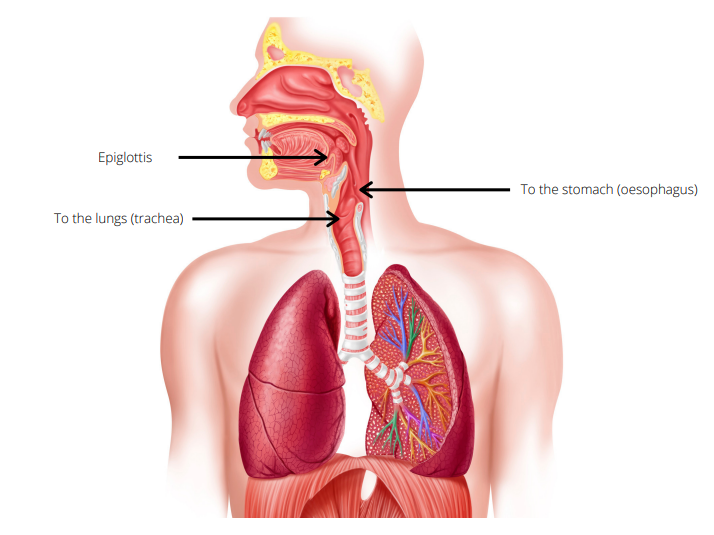 Epiglottis
To the stomach (oesophagus)
To the lungs (trachea)